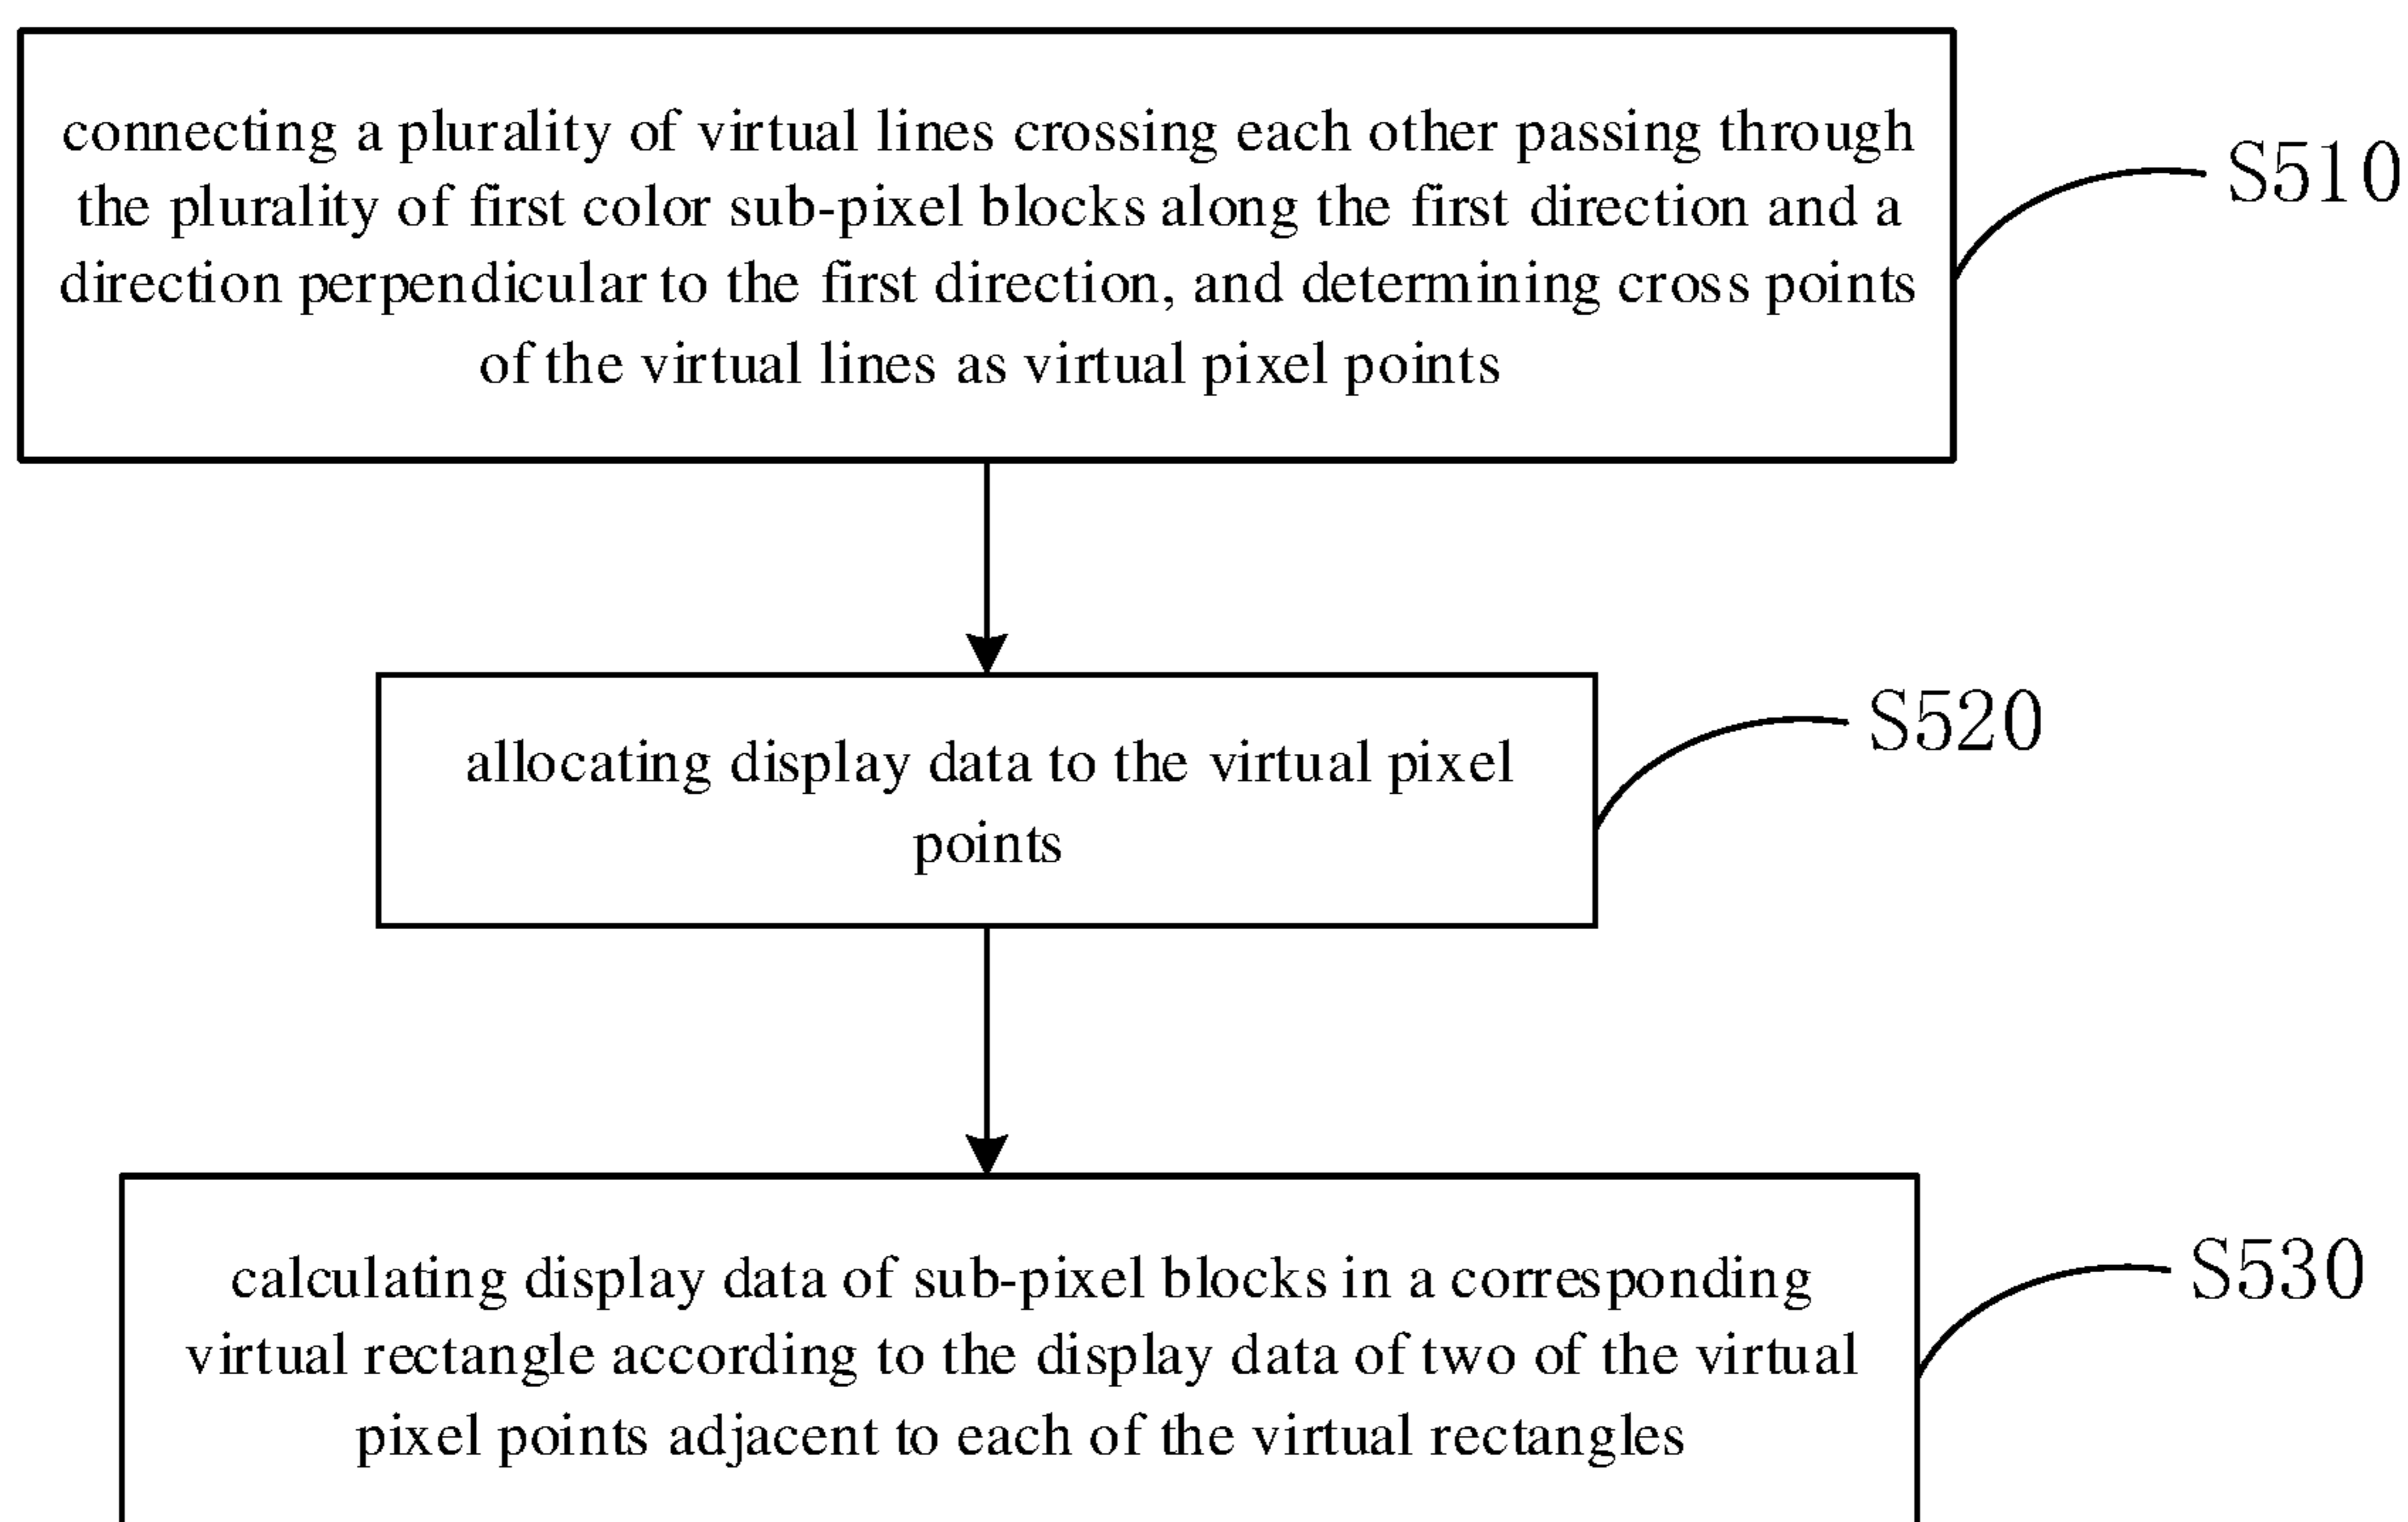 connecting a plurality of virtual lines crossing each other passing through
the plurality of first color sub-pixel blocks along the first direction and a
direction perpendicular to the first direction, and determining cross points
of the virtual lines as virtual pixel points
S510
allocating display data to the virtual pixel
points
S520
calculating display data of sub-pixel blocks in a corresponding
virtual rectangle according to the display data of two of the virtual
pixel points adjacent to each of the virtual rectangles
S530